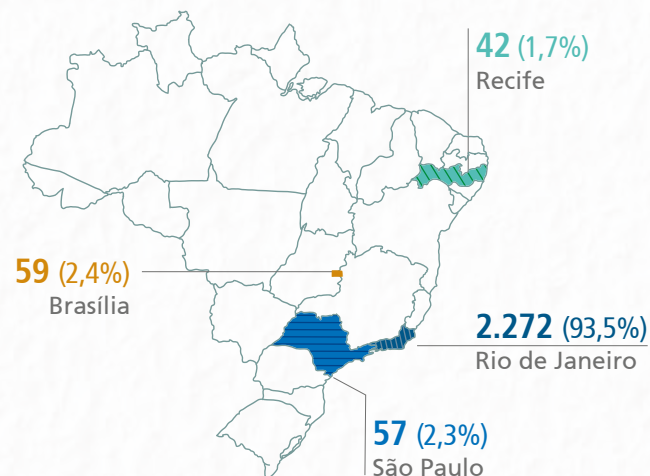 42 (1,7%)
Recife
59 (2,4%)
Brasília
2.272 (93,5%)
Rio de Janeiro
57 (2,3%)
São Paulo